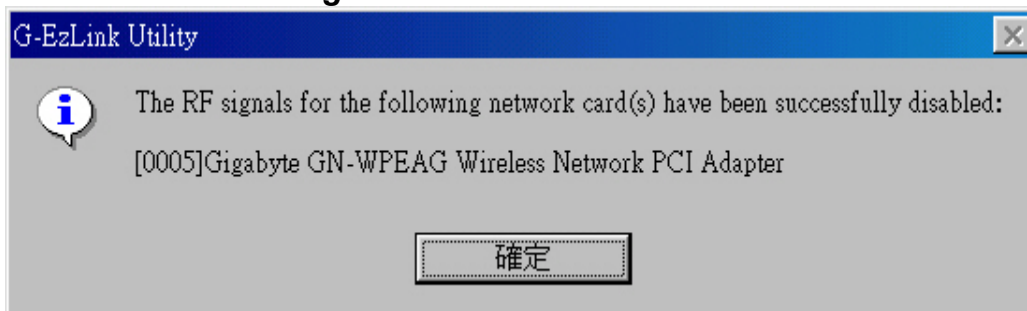 G-EzLink Utility
The RF signals for the following network card(s) have been successfully disabled:
[0005]Gigabyte GN-WPEAG Wireless Network PCI Adapter
確定